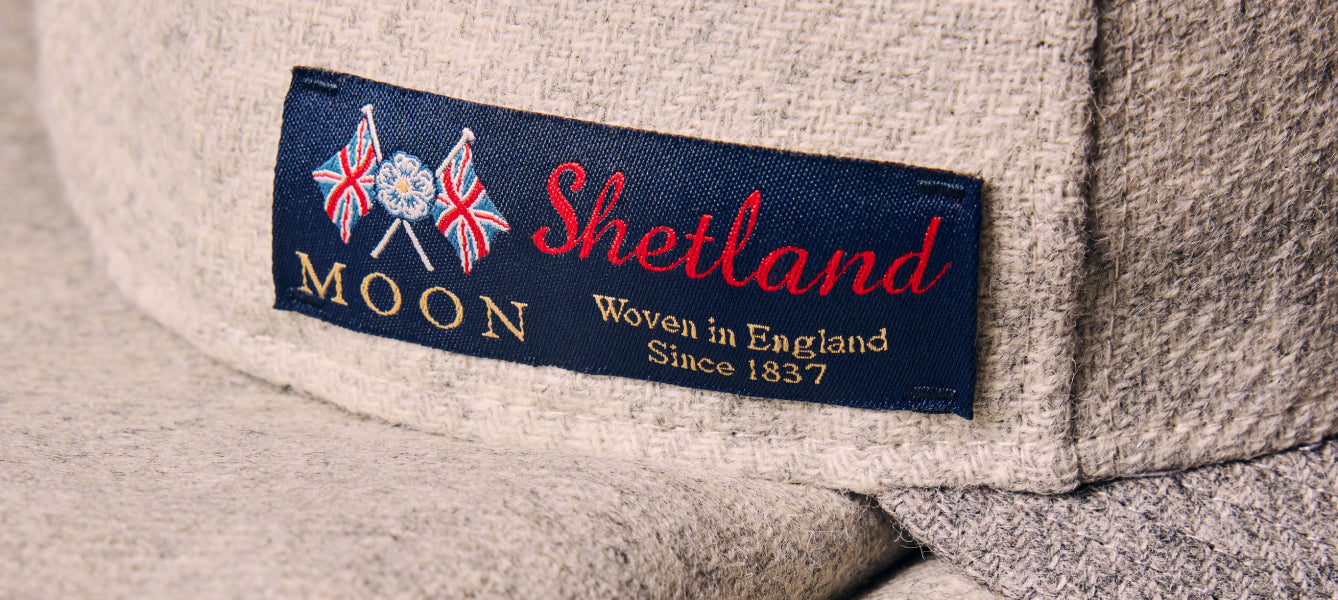 MOON
Shetland
Woven in England
Since 1837